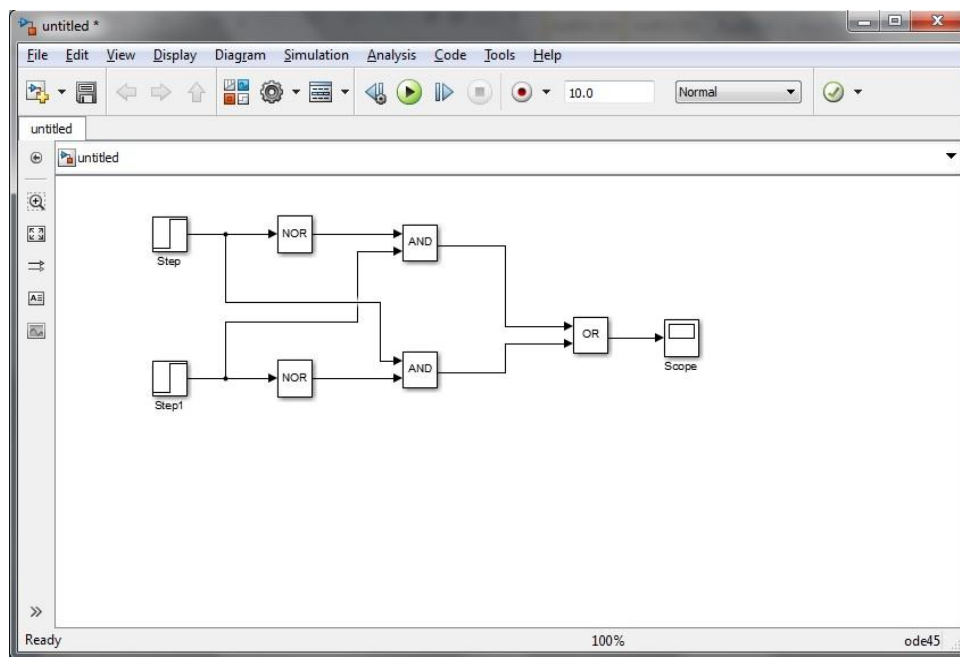 untitled *
File Edit View Display Diagram Simulation Analysis Code Tools Help
10.0 Normal
untitled
untitled
NOR
AND
Step
OR
Scope
NOR
AND
Step1
Ready 100% ode45